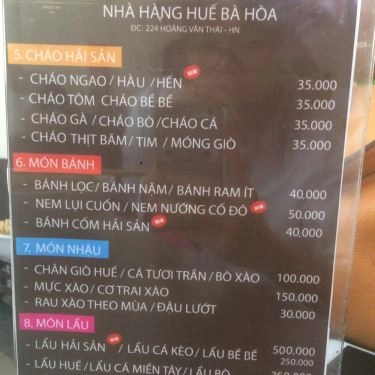 NHÀ HÀNG HUẾ BÀ HÒA
ĐC: 224 HOÀNG VĂN THÁI - HN
5. CHÁO HẢI SẢN
- CHÁO NGAO / HÀU / HẾN NEW 35.000
CHÁO TÔM CHÁO BỀ BỀ 35.000
- CHÁO GÀ / CHÁO BÒ / CHÁO CÁ 35.000
CHÁO THỊT BĂM / TIM / MÓNG GIÒ 35.000
6. MÓN BÁNH
- BÁNH LỌC / BÁNH NẬM / BÁNH RAM ÍT 40.000
- NEM LỤI CUỐN / NEM NƯỚNG CỐ ĐÔ NEW 50.000
- BÁNH CỐM HẢI SẢN NEW 40.000
7. MÓN NHẬU
- CHÂN GIÒ HUẾ / CÁ TƯƠI TRẦN / BÒ XÀO 100.000
- MỰC XÀO / CƠ TRAI XÀO 150.000
- RAU XÀO THEO MÙA / ĐẬU LƯỚT 30.000
8. MÓN LẨU
- LẨU HẢI SẢN NEW / LẨU CÁ KÈO / LẨU BỀ BỀ 500.000
250.000
- LẨU HUẾ / LẨU CÁ MIỀN TÂY / LẨU BÒ